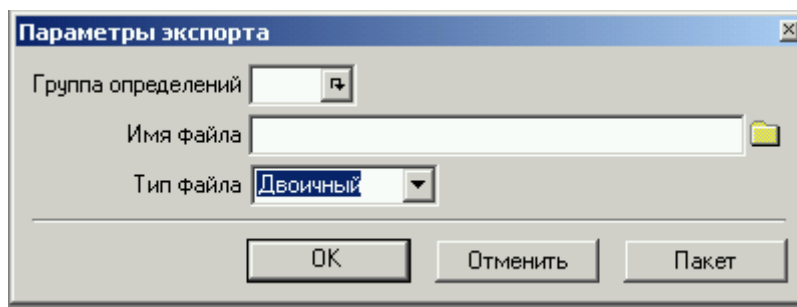 Параметры экспорта
Группа определений
Имя файла
Тип файла Двоичный
OK Отменить Пакет